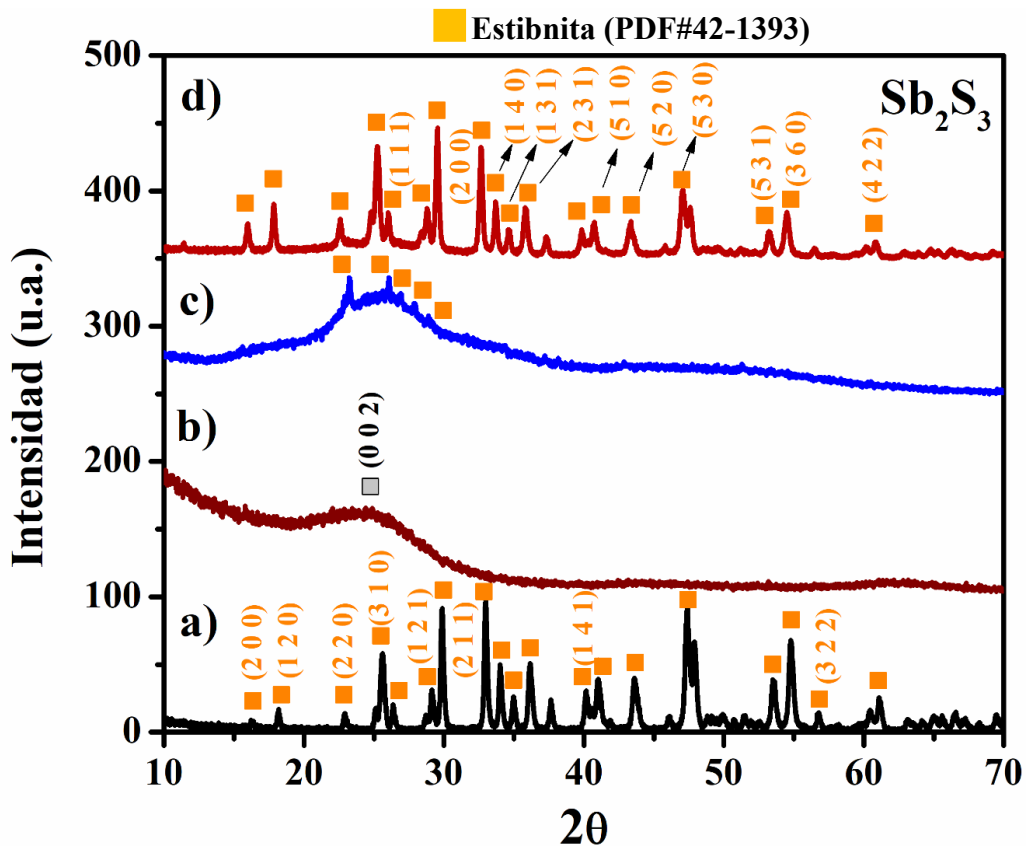 Estibnita (PDF#42-1393)
Sb2S3
d)
(1 1 1)
(2 0 0)
(1 4 0)
(1 3 1)
(2 3 1)
(5 1 0)
(5 2 0)
(5 3 0)
(5 3 1)
(3 6 0)
(4 2 2)
c)
b)
(0 0 2)
a)
(2 0 0)
(1 2 0)
(2 2 0)
(3 1 0)
(1 2 1)
(2 1 1)
(1 4 1)
(3 2 2)
Intensidad (u.a.)
500
400
300
200
100
0
10 20 30 40 50 60 70
2θ